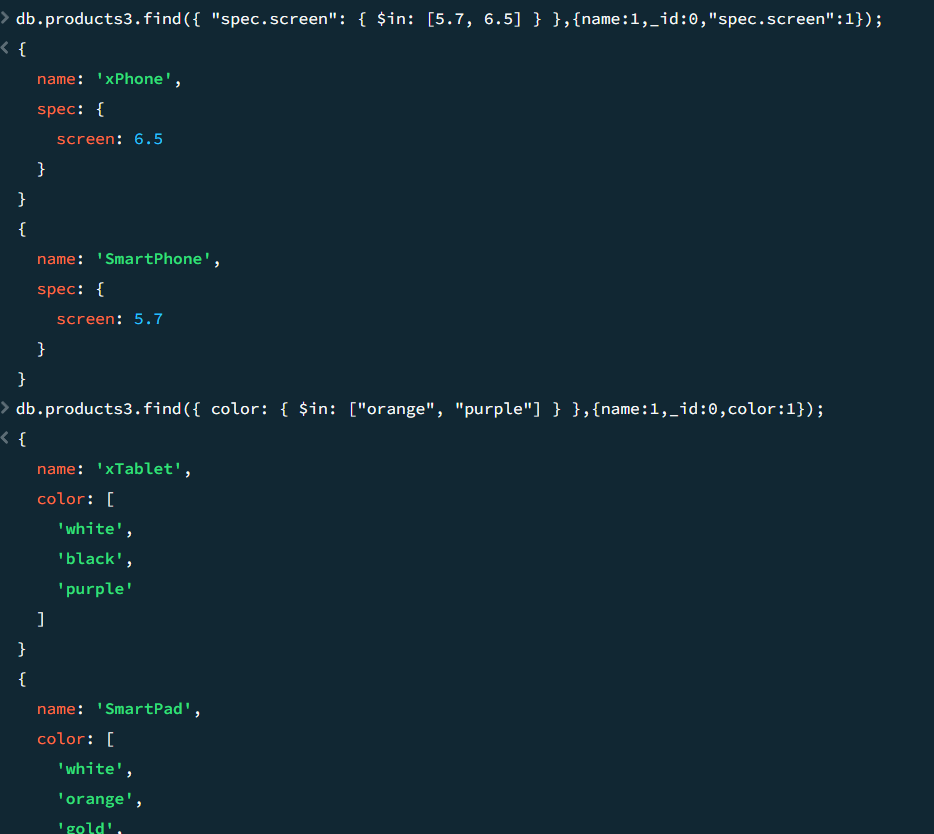 > db.products3.find({ "spec.screen": { $in: [5.7, 6.5] } },{name:1,_id:0,"spec.screen":1});
< {
name: 'xPhone',
spec: {
screen: 6.5
}
}
{
name: 'SmartPhone',
spec: {
screen: 5.7
}
}
> db.products3.find({ color: { $in: ["orange", "purple"] } },{name:1,_id:0,color:1});
< {
name: 'xTablet',
color: [
'white',
'black',
'purple'
]
}
{
name: 'SmartPad',
color: [
'white',
'orange',
'gold',